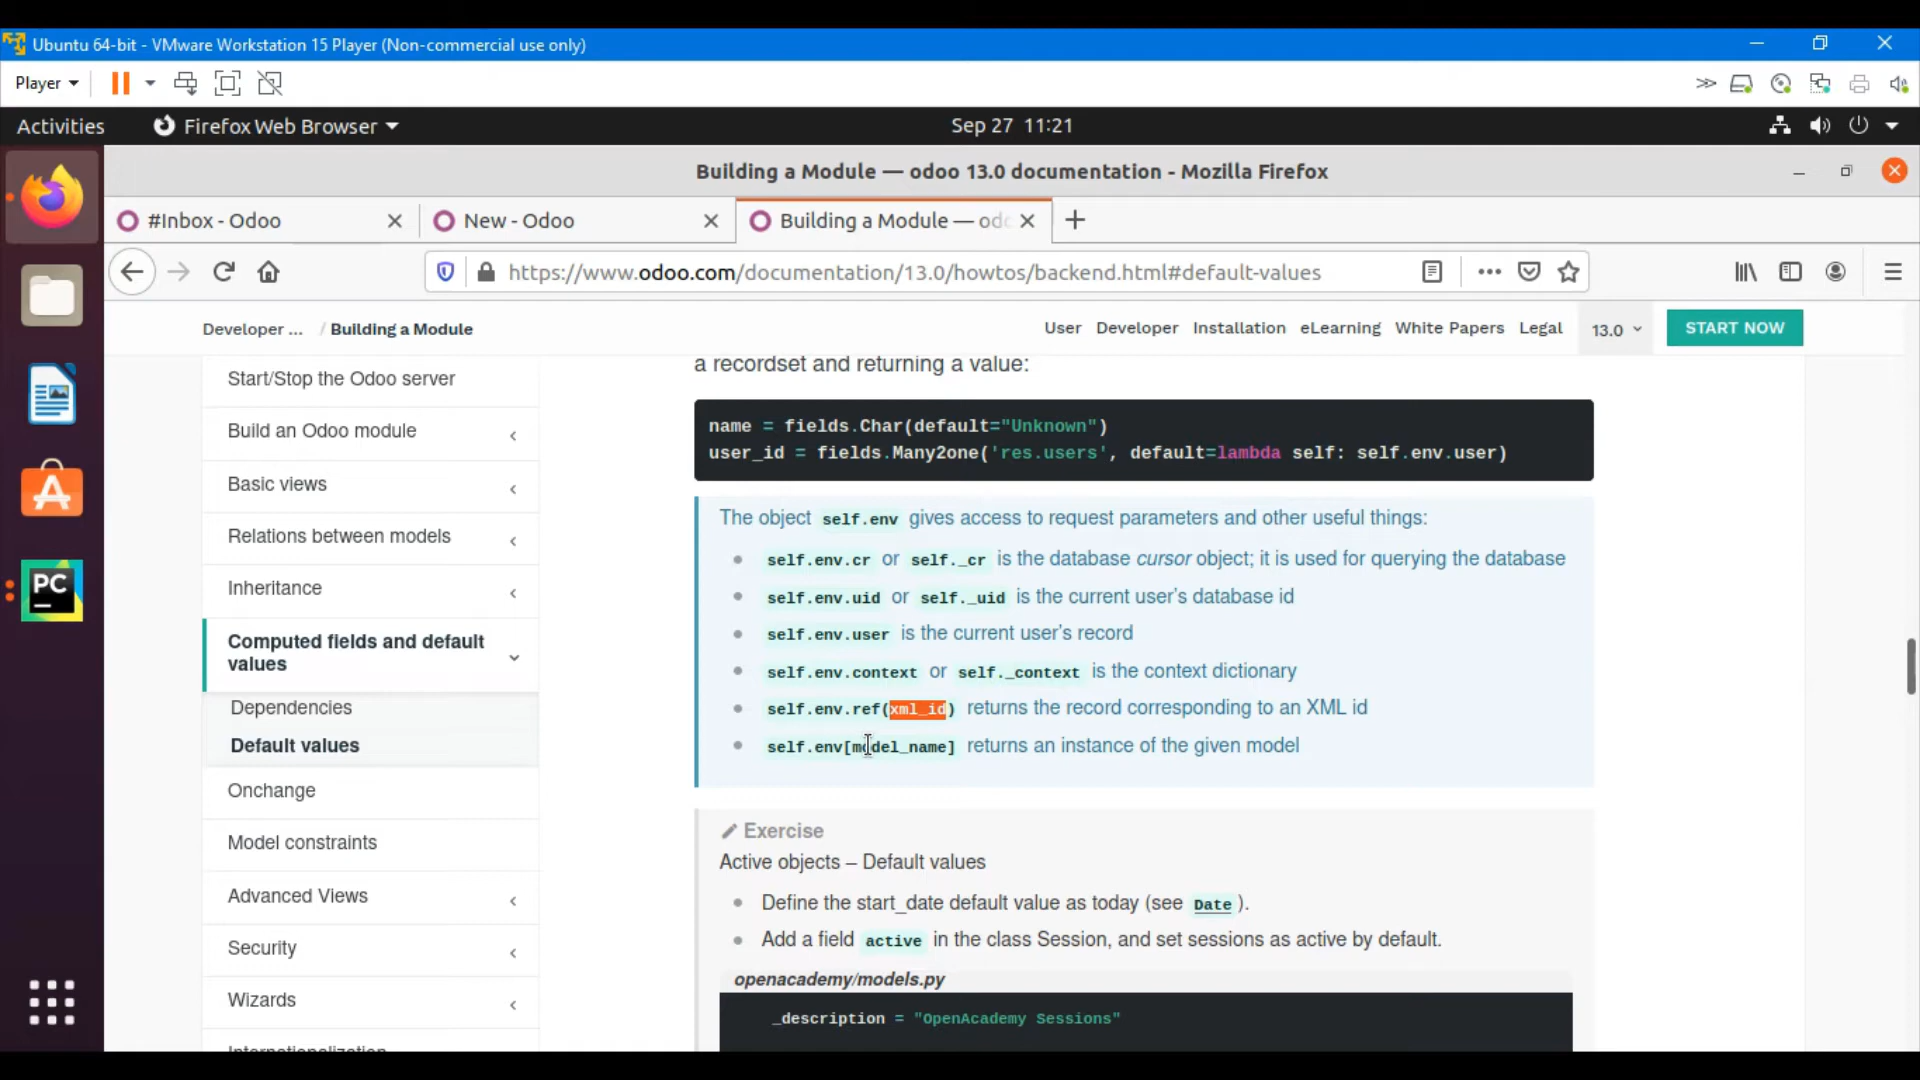 Ubuntu 64-bit - VMware Workstation 15 Player (Non-commercial use only)
Player
Activities
Firefox Web Browser
Sep 27 11:21
Building a Module — odoo 13.0 documentation - Mozilla Firefox
#Inbox - Odoo
New - Odoo
Building a Module — odo
https://www.odoo.com/documentation/13.0/howtos/backend.html#default-values
Developer ... / Building a Module
User Developer Installation eLearning White Papers Legal 13.0 START NOW
Start/Stop the Odoo server
Build an Odoo module
Basic views
Relations between models
Inheritance
Computed fields and default
values
Dependencies
Default values
Onchange
Model constraints
Advanced Views
Security
Wizards
Internationalization
a recordset and returning a value:
name = fields.Char(default="Unknown")
user_id = fields.Many2one('res.users', default=lambda self: self.env.user)
The object self.env gives access to request parameters and other useful things:
self.env.cr or self._cr is the database cursor object; it is used for querying the database
self.env.uid or self._uid is the current user's database id
self.env.user is the current user's record
self.env.context or self._context is the context dictionary
self.env.ref(xml_id) returns the record corresponding to an XML id
self.env[model_name] returns an instance of the given model
Exercise
Active objects – Default values
Define the start_date default value as today (see Date ).
Add a field active in the class Session, and set sessions as active by default.
openacademy/models.py
_description = "OpenAcademy Sessions"
PC